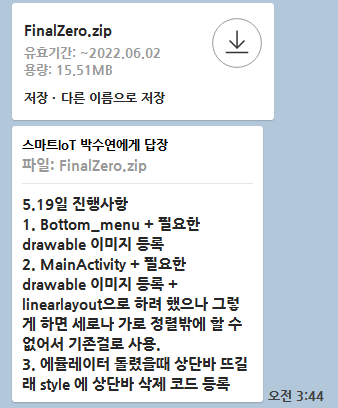 FinalZero.zip
유효기간: ~2022.06.02
용량: 15.51MB
저장 · 다른 이름으로 저장
스마트IoT 박수연에게 답장
파일: FinalZero.zip
5.19일 진행사항
1. Bottom_menu + 필요한
drawable 이미지 등록
2. MainActivity + 필요한
drawable 이미지 등록 +
linearlayout으로 하려 했으나 그렇
게 하면 세로나 가로 정렬밖에 할 수
없어서 기존걸로 사용.
3. 에뮬레이터 돌렸을때 상단바 뜨길
래 style 에 상단바 삭제 코드 등록
오전 3:44